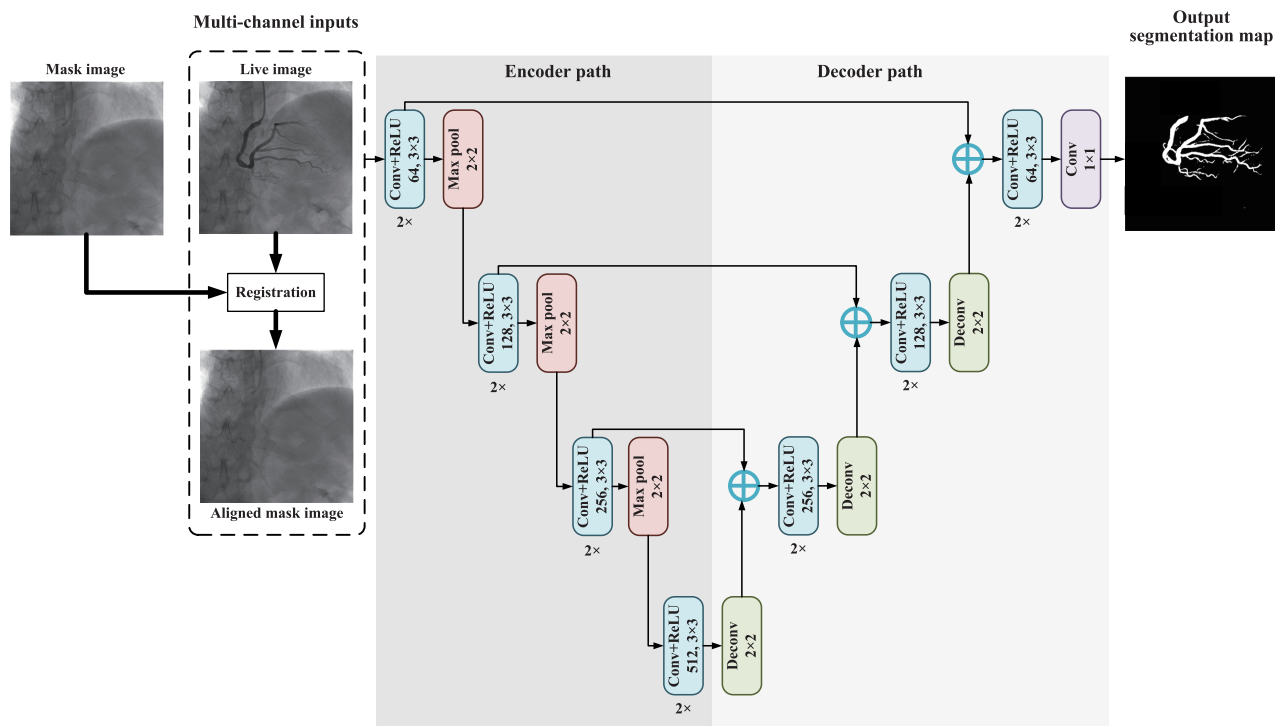 Multi-channel inputs
Output
segmentation map
Mask image
Live image
Encoder path
Decoder path
Registration
Aligned mask image
Conv+ReLU
64, 3×3
2×
Max pool
2×2
Conv+ReLU
128, 3×3
2×
Max pool
2×2
Conv+ReLU
256, 3×3
2×
Max pool
2×2
Conv+ReLU
512, 3×3
2×
Deconv
2×2
Conv+ReLU
256, 3×3
2×
Deconv
2×2
Conv+ReLU
128, 3×3
2×
Deconv
2×2
Conv+ReLU
64, 3×3
2×
Conv
1×1